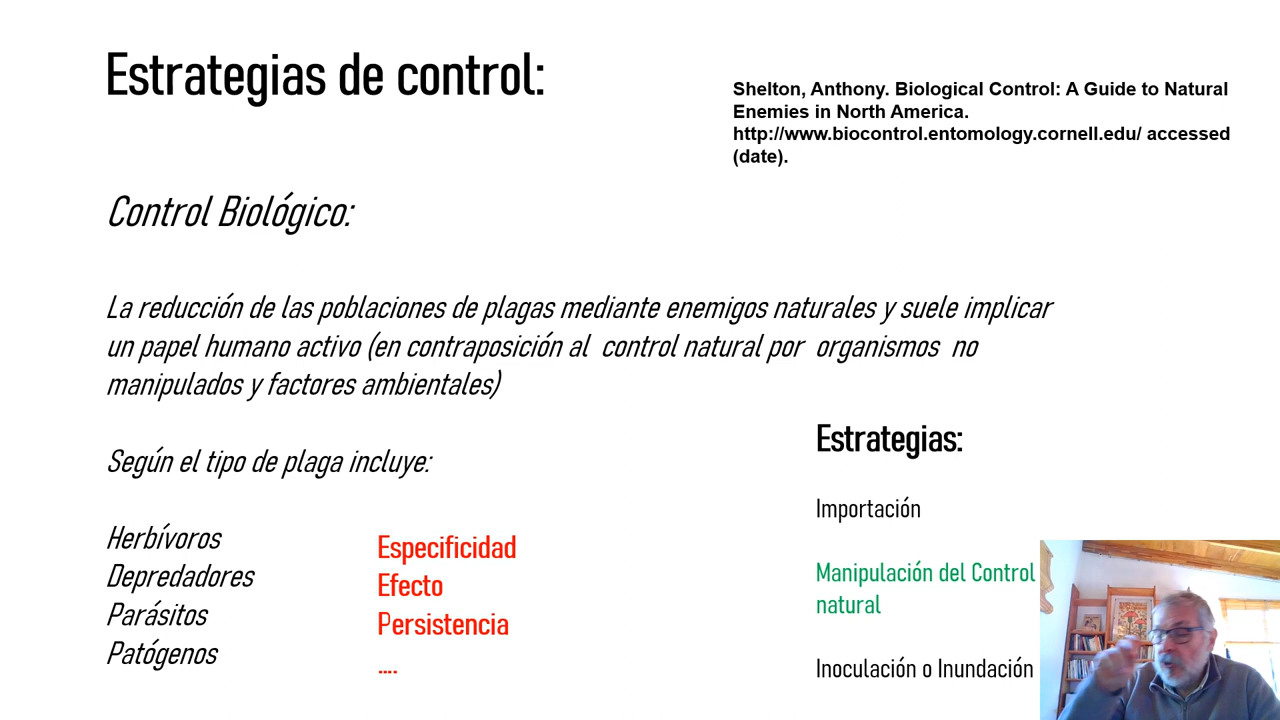 Estrategias de control:
Shelton, Anthony. Biological Control: A Guide to Natural
Enemies in North America.
http://www.biocontrol.entomology.cornell.edu/ accessed
(date).
Control Biológico:
La reducción de las poblaciones de plagas mediante enemigos naturales y suele implicar
un papel humano activo (en contraposición al control natural por organismos no
manipulados y factores ambientales)
Según el tipo de plaga incluye:
Herbívoros
Depredadores
Parásitos
Patógenos
Especificidad
Efecto
Persistencia
....
Estrategias:
Importación
Manipulación del Control
natural
Inoculación o Inundación